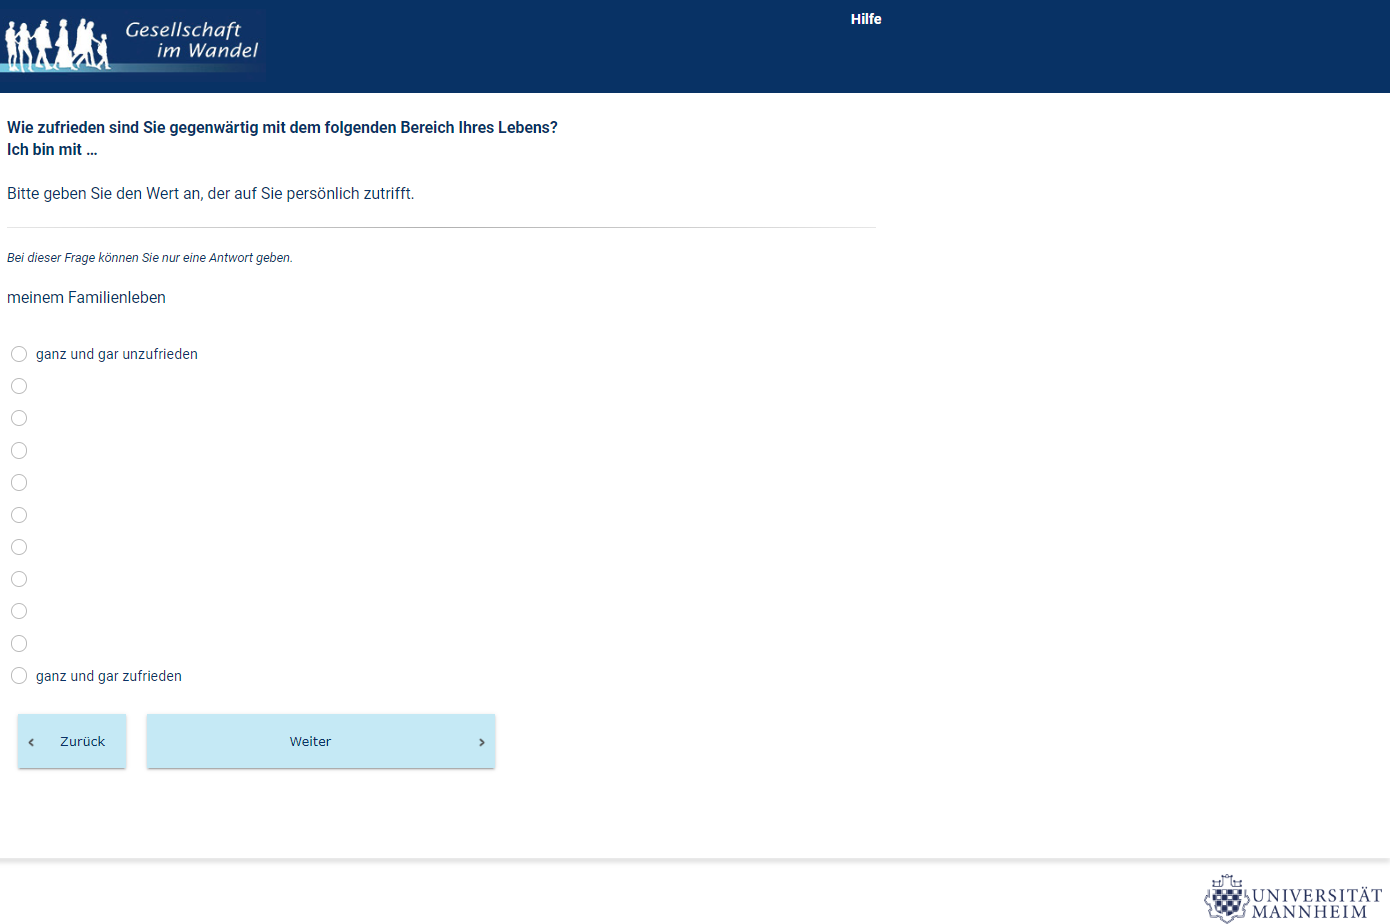 Gesellschaft
im Wandel
Hilfe
Wie zufrieden sind Sie gegenwärtig mit dem folgenden Bereich Ihres Lebens?
Ich bin mit ...
Bitte geben Sie den Wert an, der auf Sie persönlich zutrifft.
Bei dieser Frage können Sie nur eine Antwort geben.
meinem Familienleben
ganz und gar unzufrieden
ganz und gar zufrieden
‹ Zurück
Weiter ›
UNIVERSITÄT
MANNHEIM